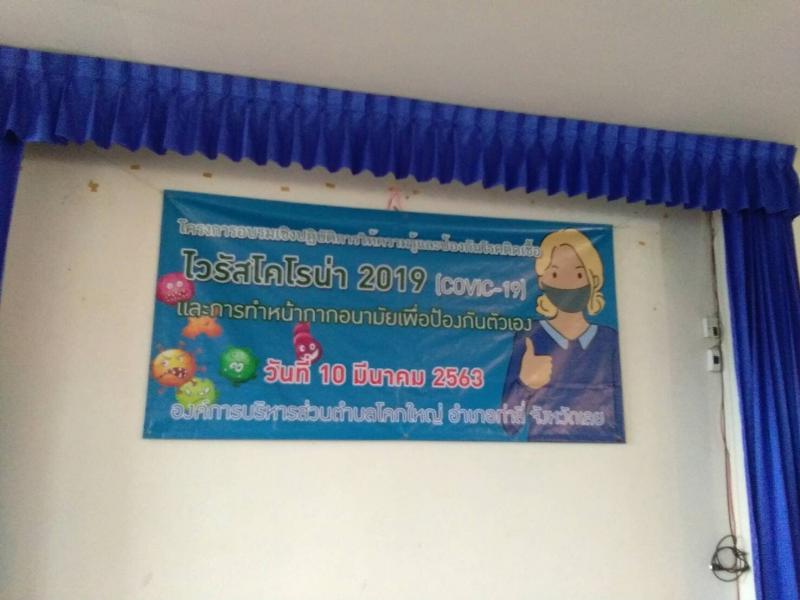 โครงการอบรมเชิงปฏิบัติการให้ความรู้และป้องกันโรคติดเชื้อ
ไวรัสโคโรน่า 2019 (COVIC-19)
และการทำหน้ากากอนามัยเพื่อป้องกันตัวเอง
วันที่ 10 มีนาคม 2563
องค์การบริหารส่วนตำบลโคกใหญ่ อำเภอท่าลี่ จังหวัดเลย